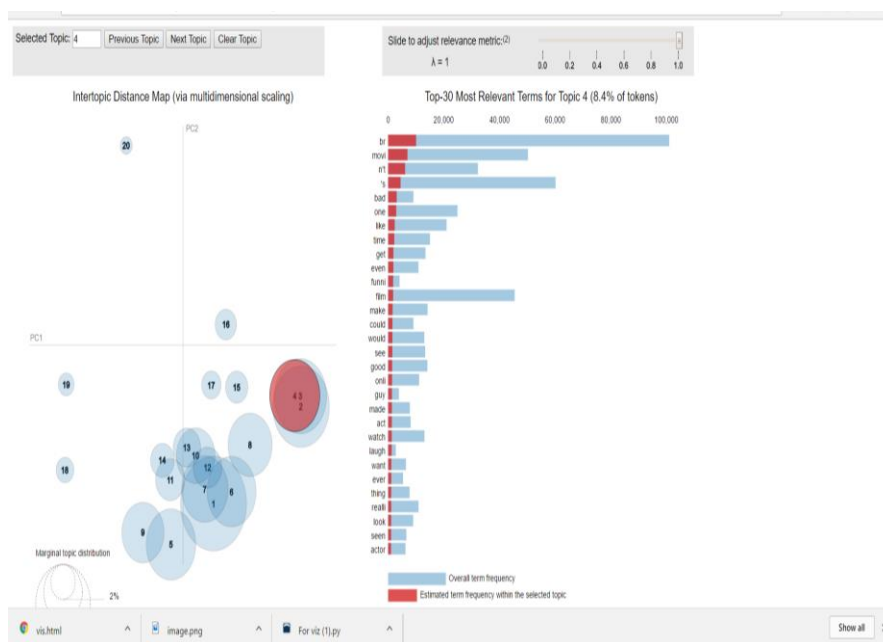 Selected Topic: 4 Previous Topic Next Topic Clear Topic
Slide to adjust relevance metric:(2)
λ = 1
0.0 0.2 0.4 0.6 0.8 1.0
Intertopic Distance Map (via multidimensional scaling)
PC2
PC1
20
16
19
17
15
4 3
2
8
13
10
14
12
18
11
7
6
1
9
5
Marginal topic distribution
2%
Top-30 Most Relevant Terms for Topic 4 (8.4% of tokens)
0 20,000 40,000 60,000 80,000 100,000
br
movi
n't
's
bad
one
like
time
get
even
funni
film
make
could
would
see
good
onli
guy
made
act
watch
laugh
want
ever
thing
realli
look
seen
actor
Overall term frequency
Estimated term frequency within the selected topic
vis.html
image.png
For viz (1).py
Show all